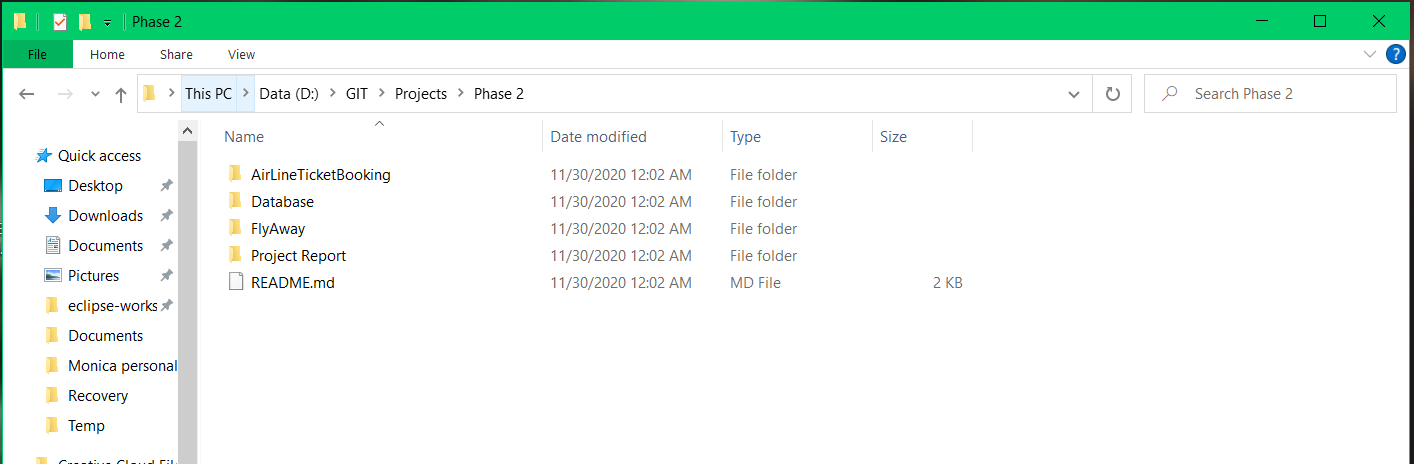 Phase 2
File Home Share View
This PC Data (D:) GIT Projects Phase 2 Search Phase 2
Name Date modified Type Size
Quick access
Desktop
Downloads
Documents
Pictures
eclipse-works
Documents
Monica personal
Recovery
Temp
Creative Cloud Fil
AirLineTicketBooking 11/30/2020 12:02 AM File folder
Database 11/30/2020 12:02 AM File folder
FlyAway 11/30/2020 12:02 AM File folder
Project Report 11/30/2020 12:02 AM File folder
README.md 11/30/2020 12:02 AM MD File 2 KB